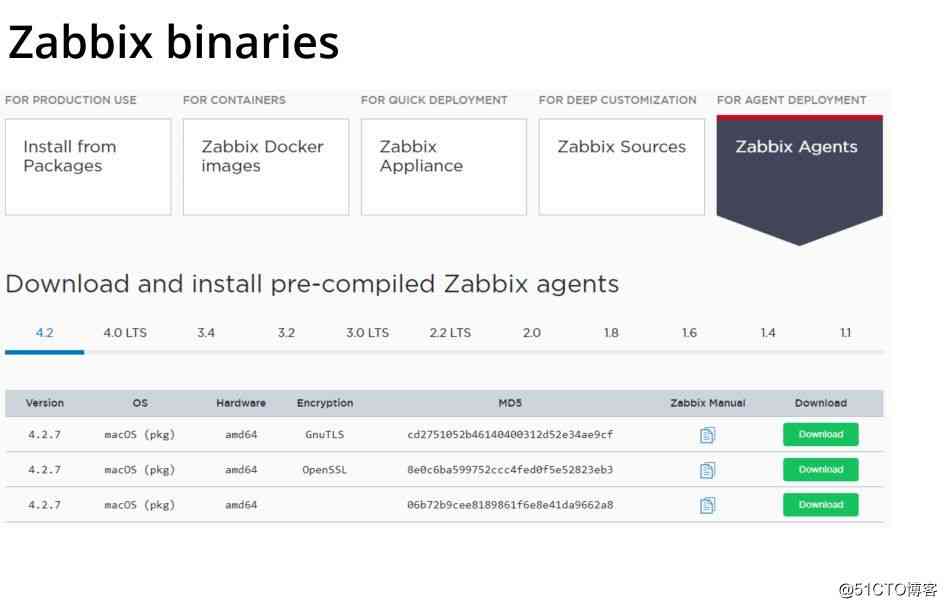 Zabbix binaries
FOR PRODUCTION USE FOR CONTAINERS FOR QUICK DEPLOYMENT FOR DEEP CUSTOMIZATION FOR AGENT DEPLOYMENT
Install from Packages
Zabbix Docker images
Zabbix Appliance
Zabbix Sources
Zabbix Agents
Download and install pre-compiled Zabbix agents
4.2 4.0 LTS 3.4 3.2 3.0 LTS 2.2 LTS 2.0 1.8 1.6 1.4 1.1
Version OS Hardware Encryption MD5 Zabbix Manual Download
4.2.7 macOS (pkg) amd64 GnuTLS cd2751052b46140400312d52e34ae9cf Download
4.2.7 macOS (pkg) amd64 OpenSSL 8e0c6ba599752ccc4fed0f5e52823eb3 Download
4.2.7 macOS (pkg) amd64 06b72b9cee8189861f6e8e41da9662a8 Download
@51CTO博客